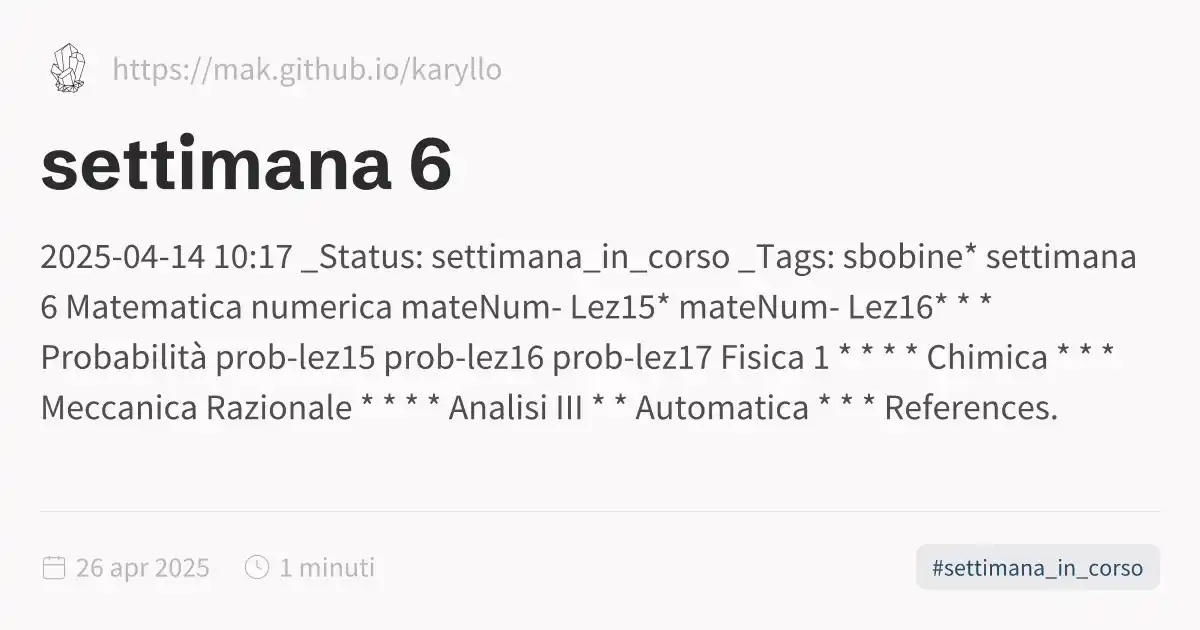 https://mak.github.io/karyllo
settimana 6
2025-04-14 10:17 _Status: settimana_in_corso _Tags: sbobine* settimana
6 Matematica numerica mateNum- Lez15* mateNum- Lez16* * *
Probabilità prob-lez15 prob-lez16 prob-lez17 Fisica 1 * * * * Chimica * * *
Meccanica Razionale * * * * Analisi III * * Automatica * * * References.
26 apr 2025 1 minuti #settimana_in_corso